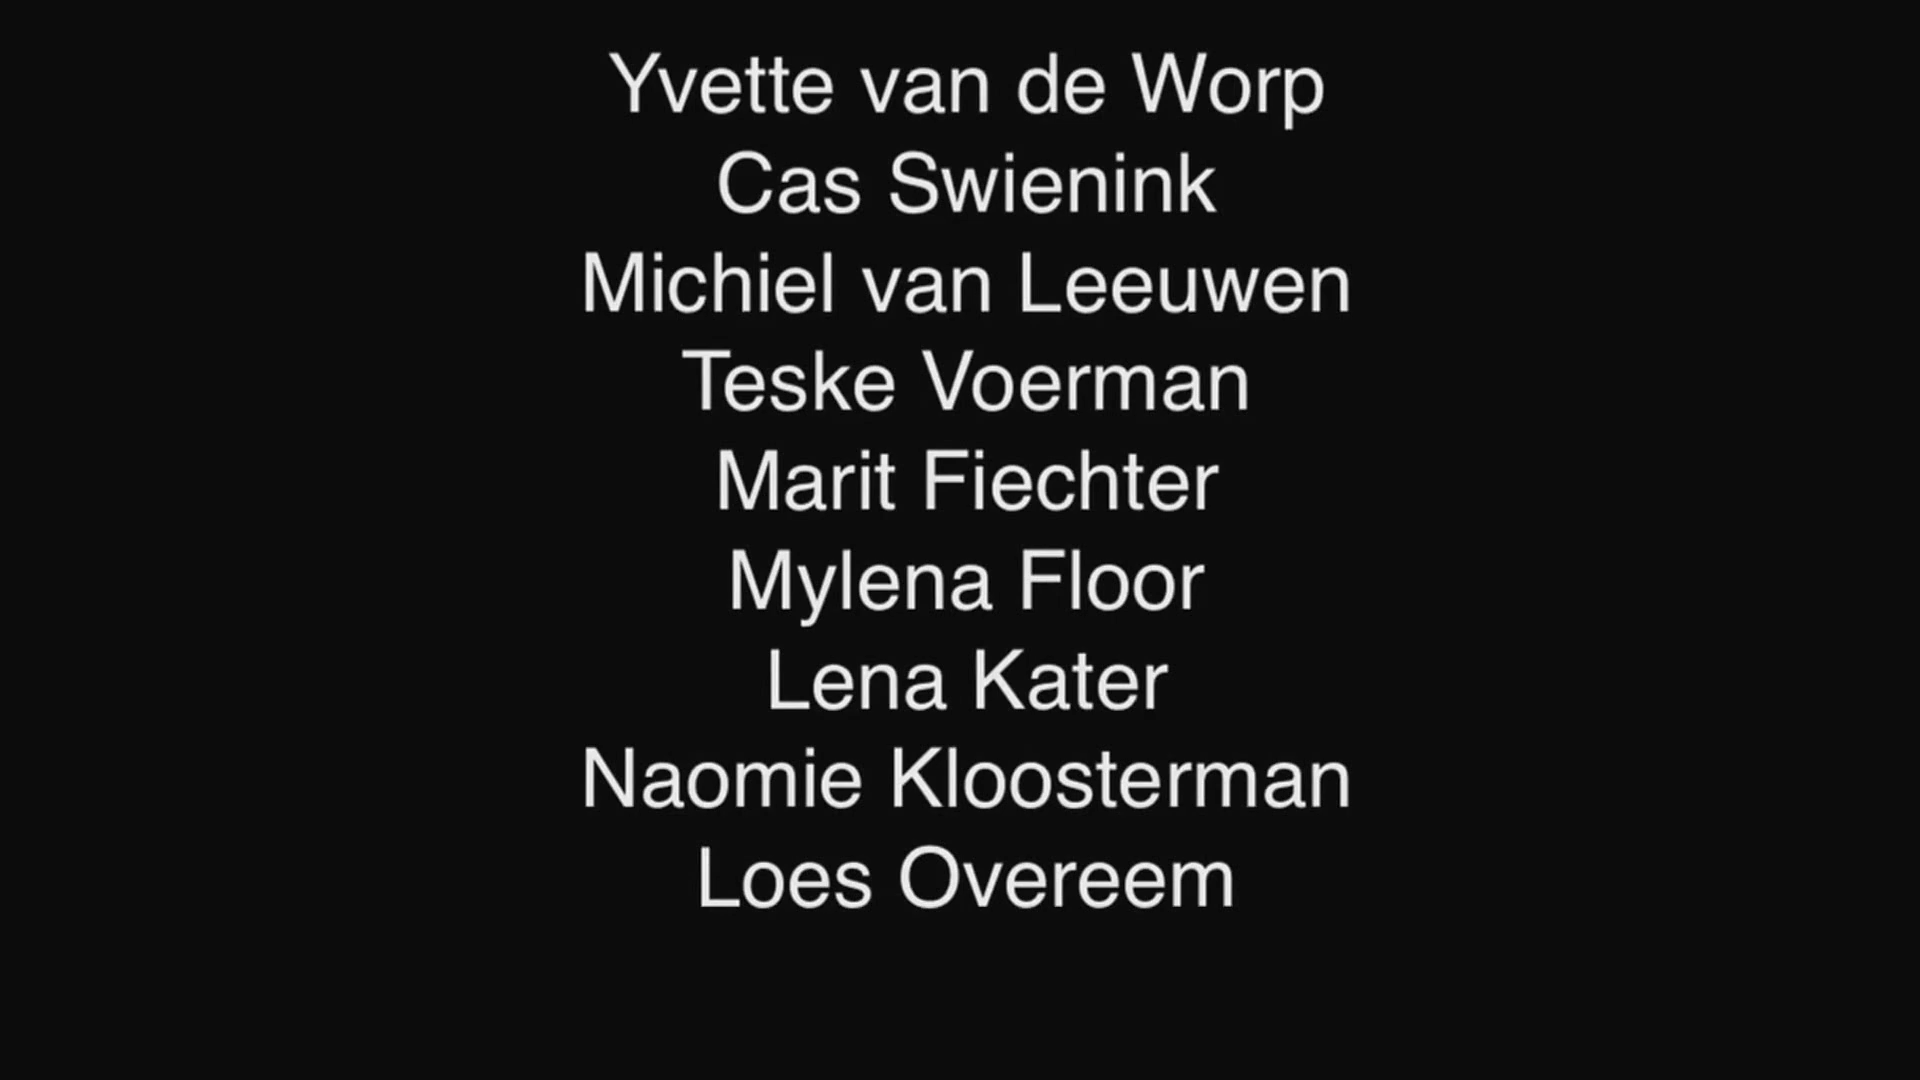 Yvette van de Worp
Cas Swienink
Michiel van Leeuwen
Teske Voerman
Marit Fiechter
Mylena Floor
Lena Kater
Naomie Kloosterman
Loes Overeem